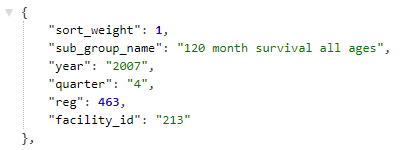 {
"sort_weight": 1,
"sub_group_name": "120 month survival all ages",
"year": "2007",
"quarter": "4",
"reg": 463,
"facility_id": "213"
},